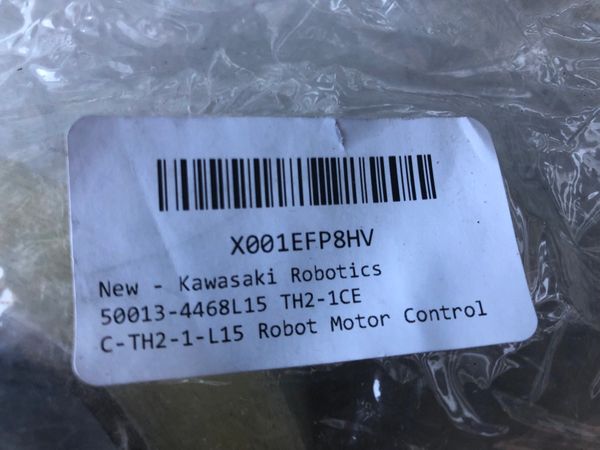 X001EFP8HV
New - Kawasaki Robotics
50013-4468L15 TH2-1CE
C-TH2-1-L15 Robot Motor Control